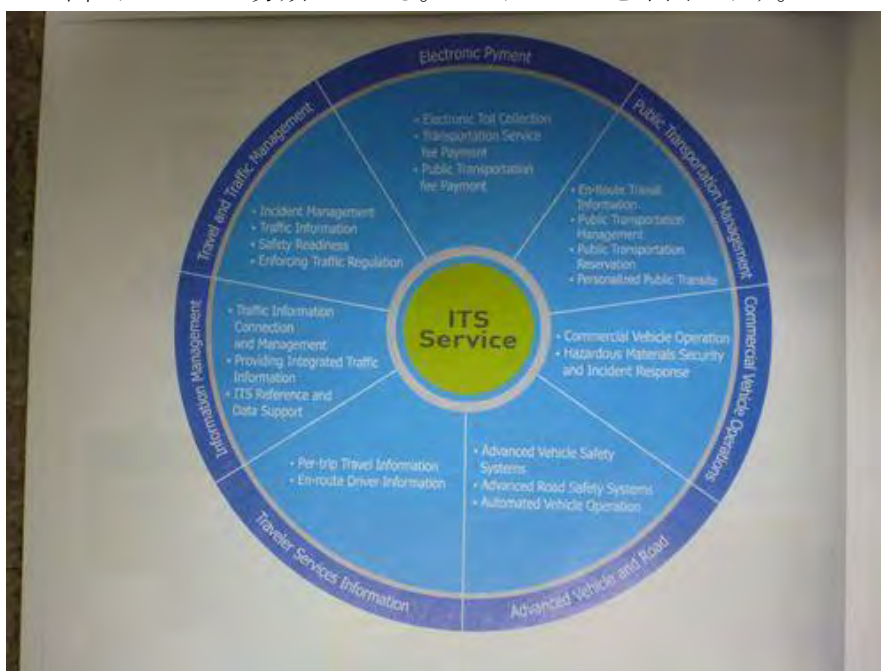 Electronic Pyment
• Electronic Toll Collection
• Transportation Service
fee Payment
• Public Transportation
fee Payment
Public Transportation Management
• En-Route Transit
Information
• Public Transportation
Management
• Public Transportation
Reservation
• Personalized Public Transite
Commercial Vehicle Operations
• Commercial Vehicle Operation
• Hazardous Materials Security
and Incident Response
Advanced Vehicle and Road
• Advanced Vehicle Safety
Systems
• Advanced Road Safety Systems
• Automated Vehicle Operation
Traveler Services Information
• Per-trip Travel Information
• En-route Driver Information
Information Management
• Traffic Information
Connection
and Management
• Providing Integrated Traffic
Information
• ITS Reference and
Data Support
Travel and Traffic Management
• Incident Management
• Traffic Information
• Safety Readiness
• Enforcing Traffic Regulation
ITS
Service